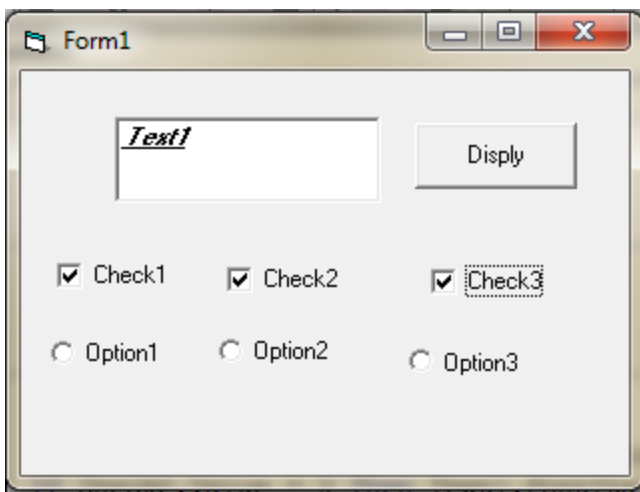 Form1
Text1
Disply
Check1 Check2 Check3
Option1 Option2 Option3